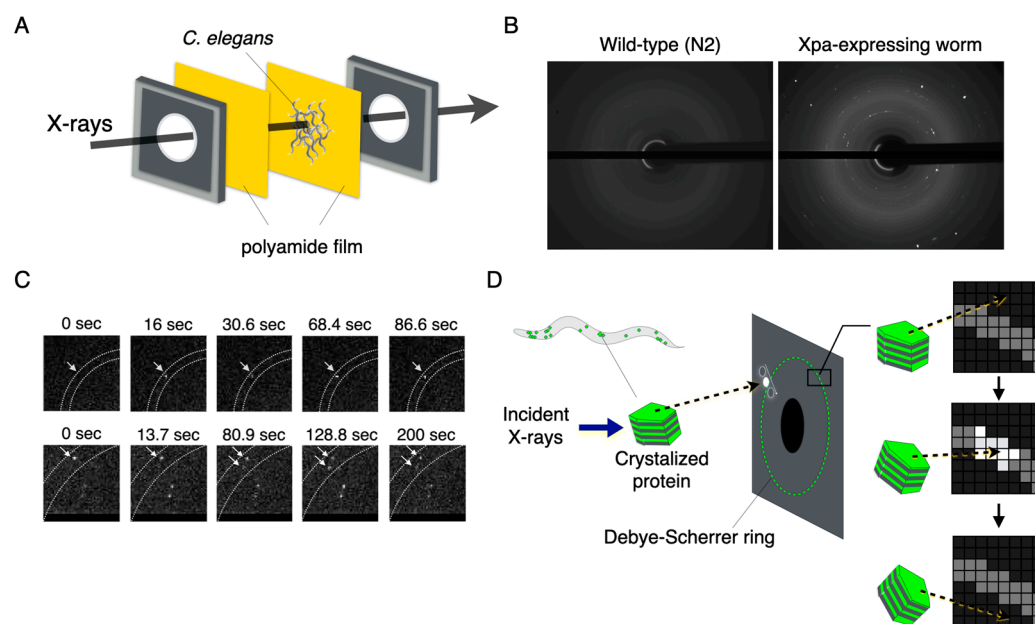 A
C. elegans
X-rays
polyamide film
B
Wild-type (N2)
Xpa-expressing worm
C
0 sec
16 sec
30.6 sec
68.4 sec
86.6 sec
0 sec
13.7 sec
80.9 sec
128.8 sec
200 sec
D
Incident
X-rays
Crystalized
protein
Debye-Scherrer ring